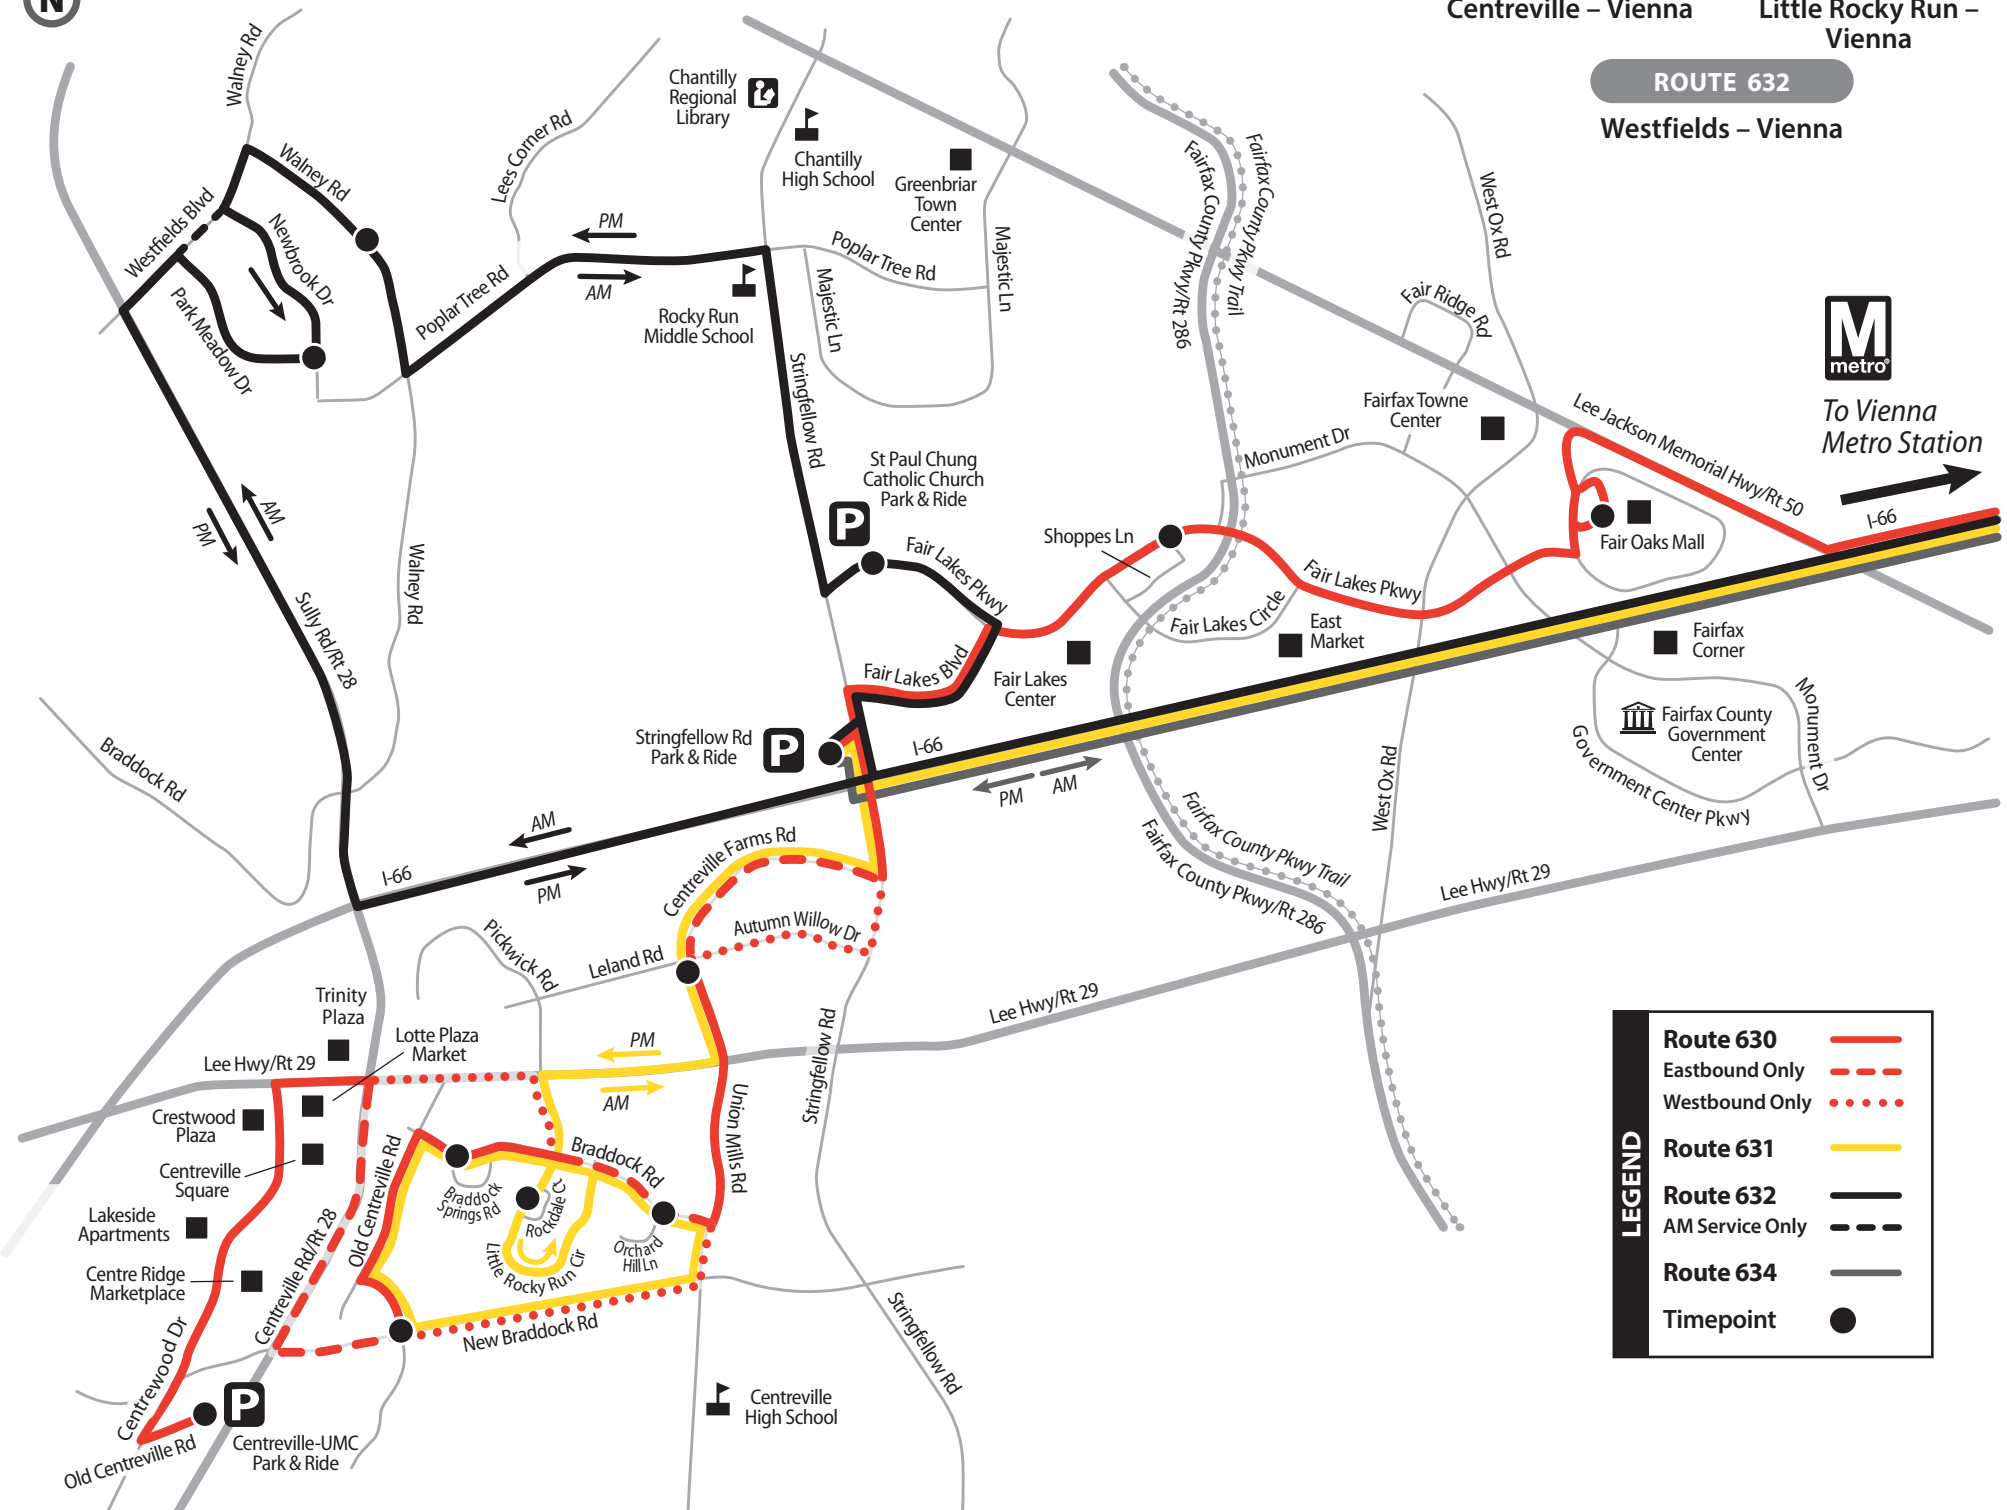 N
Centreville – Vienna
Little Rocky Run –
Vienna
ROUTE 632
Westfields – Vienna
Walney Rd
Walney Rd
Westfields Blvd
Newbrook Dr
Park Meadow Dr
Lees Corner Rd
Poplar Tree Rd
PM
AM
Chantilly
Regional
Library
Chantilly
High School
Greenbriar
Town
Center
Rocky Run
Middle School
Poplar Tree Rd
Majestic Ln
Majestic Ln
Stringfellow Rd
Fairfax County Pkwy/Rt 286
Fairfax County Pkwy Trail
West Ox Rd
Fair Ridge Rd
Fairfax Towne
Center
Monument Dr
Lee Jackson Memorial Hwy/Rt 50
M
metro
To Vienna
Metro Station
I-66
Fair Oaks Mall
St Paul Chung
Catholic Church
Park & Ride
P
Fair Lakes Pkwy
Shoppes Ln
Fair Lakes Pkwy
Fair Lakes Circle
East
Market
Fairfax
Corner
Fair Lakes Blvd
Fair Lakes
Center
Stringfellow Rd
Park & Ride
P
I-66
PM
AM
Fairfax County
Government
Center
Monument Dr
Government Center Pkwy
West Ox Rd
AM
PM
Sully Rd/Rt 28
Walney Rd
Braddock Rd
I-66
AM
PM
Centreville Farms Rd
Autumn Willow Dr
Leland Rd
Pickwick Rd
Fairfax County Pkwy Trail
Fairfax County Pkwy/Rt 286
Lee Hwy/Rt 29
Lee Hwy/Rt 29
Stringfellow Rd
Trinity
Plaza
Lotte Plaza
Market
Lee Hwy/Rt 29
PM
AM
Crestwood
Plaza
Centreville
Square
Lakeside
Apartments
Centre Ridge
Marketplace
Centreville Rd/Rt 28
Old Centreville Rd
Braddock Rd
Union Mills Rd
Braddock
Springs Rd
Rockdale Ct
Little Rocky Run Cir
Orchard
Hill Ln
New Braddock Rd
Centrewood Dr
Old Centreville Rd
P
Centreville-UMC
Park & Ride
Centreville
High School
Stringfellow Rd
LEGEND
Route 630
Eastbound Only
Westbound Only
Route 631
Route 632
AM Service Only
Route 634
Timepoint